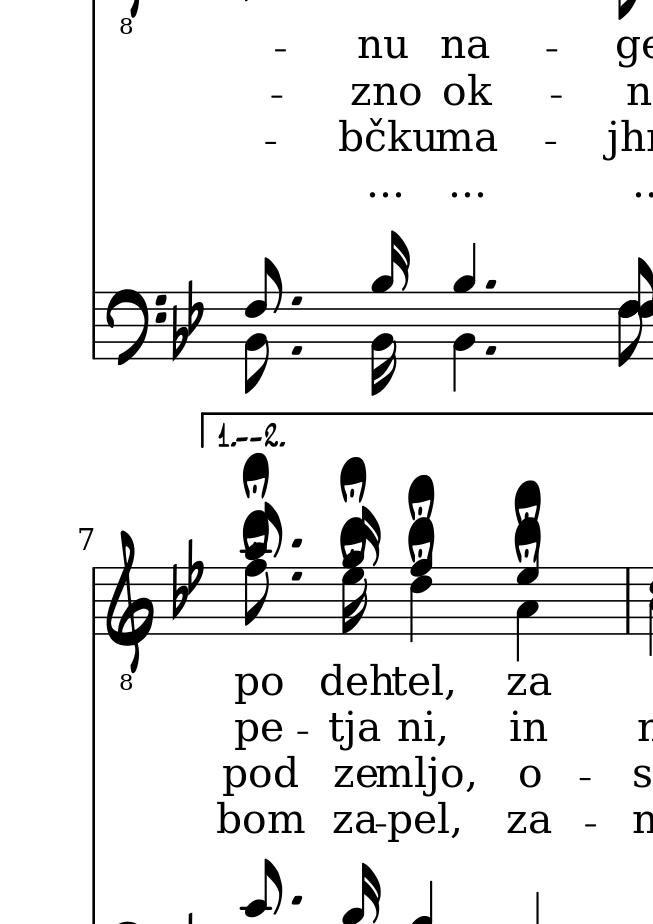 8
- nu na - ge
- zno ok - n
- bčkuma - jhr
... ... ..
1.--2.
7
8
po dehtel, za
pe - tja ni, in n
pod zemljo, o - s
bom za-pel, za - n